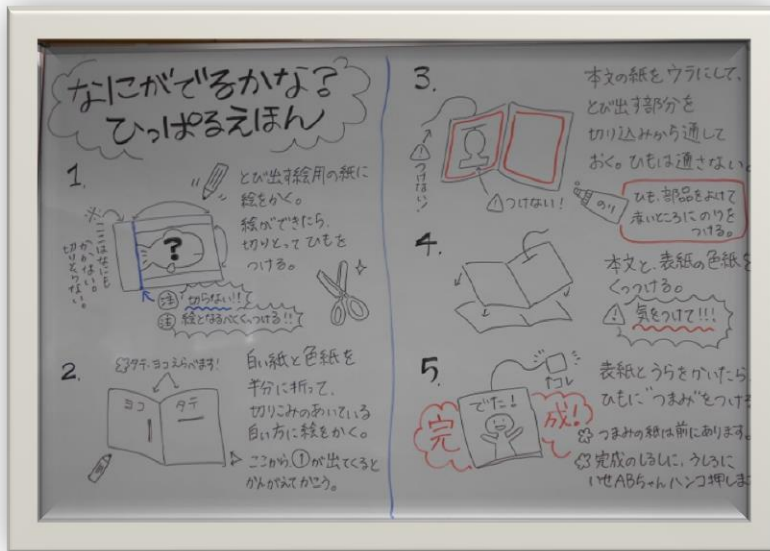 なにがでるかな？
ひっぱるえほん
1.
とび出す絵用の紙に
絵をかく。
絵ができたら、
切りとって ひもを
つける。
※ここはなにも
かかない。
切りとらない。
?
注 切らない!!
注 絵となるべくくっつける!!
2.
タテ・ヨコえらべます!
ヨコ
タテ
白い紙と色紙を
半分に折って、
切りこみのあいている
白い方に絵をかく。
ここから、①が出てくると
かんがえてかこう。
3.
本文の紙をウラにして、
とび出す部分を
切り込みから通して
おく。ひもは通さない。
つけない!
つけない!
のり
ひも、部品をよけて
赤いところにのりを
つける。
4.
本文と、表紙の色紙を
くっつける。
気をつけて!!!
5.
コレ
でた!
完成!
表紙とうらをかいたら
ひもに"つまみ"をつける
つまみの紙は前にあります。
完成のしるしに、うしろに
いせABちゃんハンコ押しま